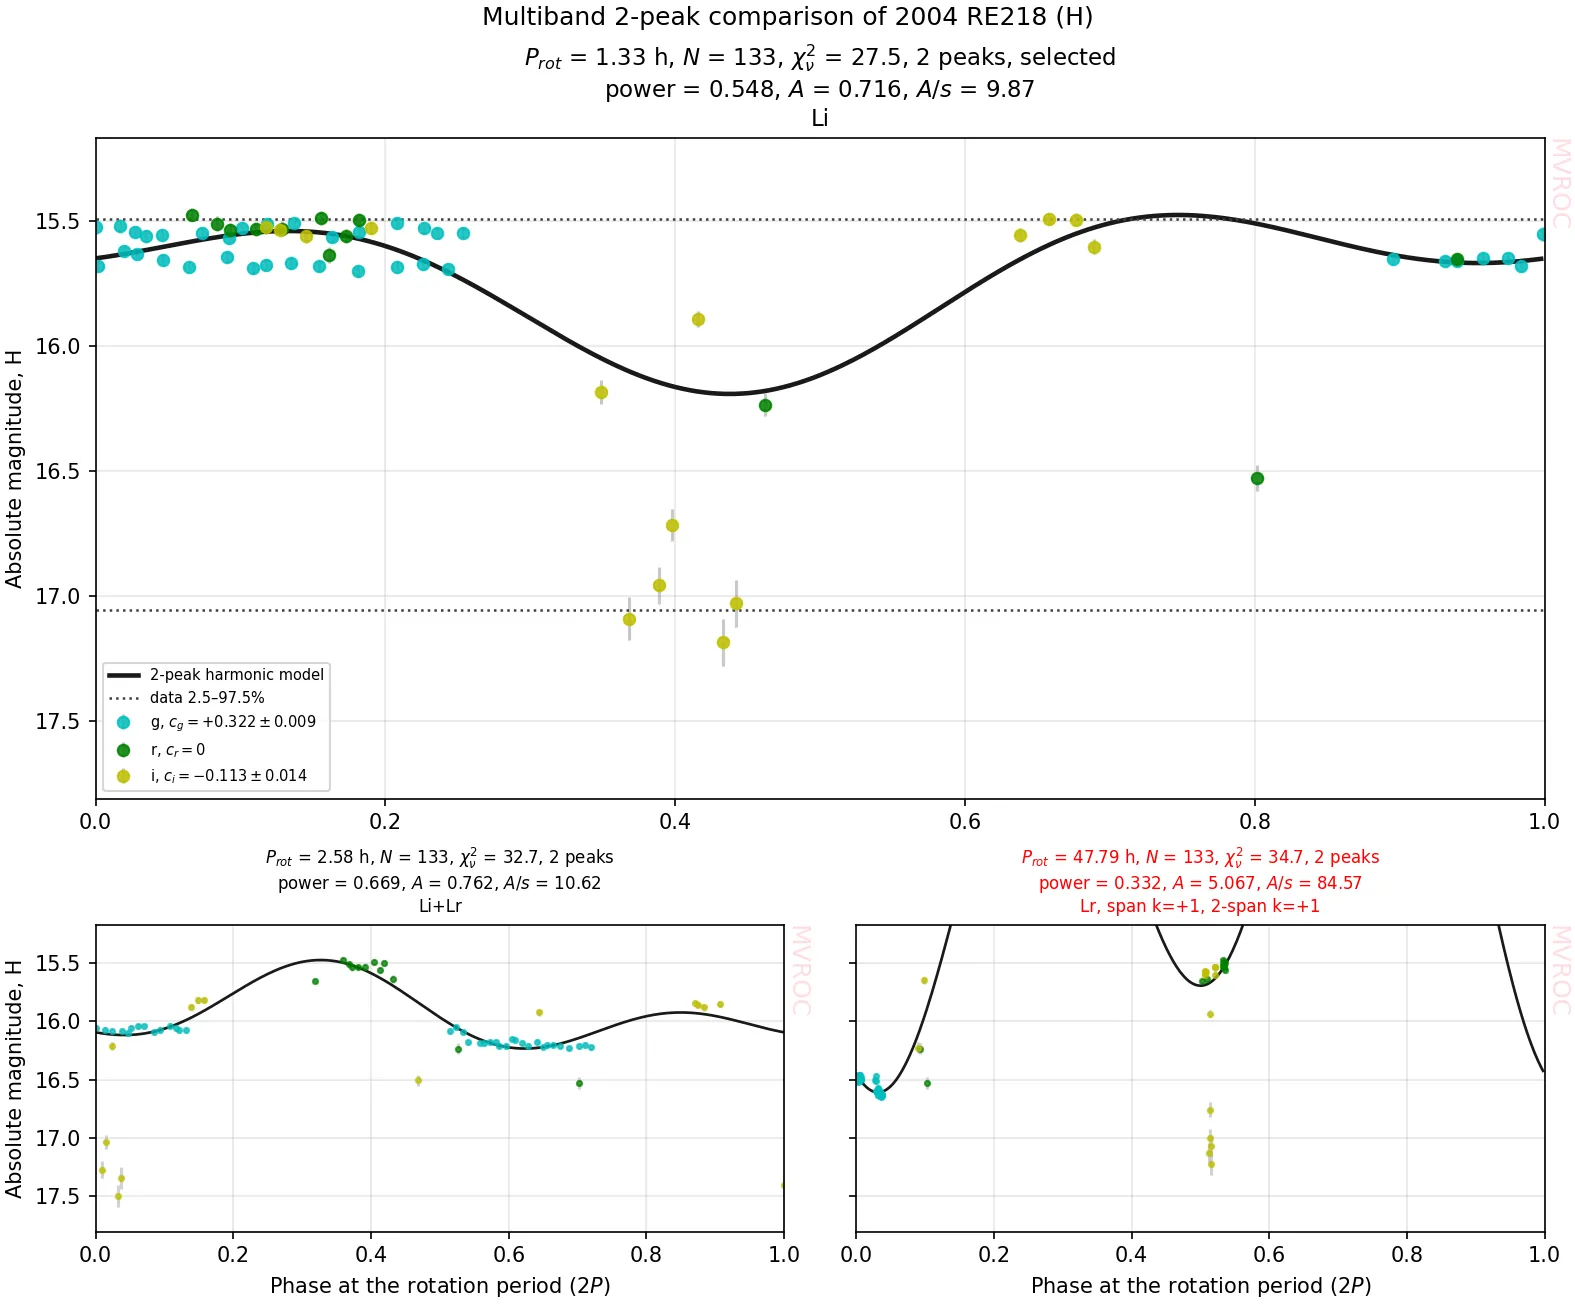 Multiband 2-peak comparison of 2004 RE218 (H)
P_rot = 1.33 h, N = 133, χ²_ν = 27.5, 2 peaks, selected
power = 0.548, A = 0.716, A/s = 9.87
Li
MVROC
Absolute magnitude, H
15.5
16.0
16.5
17.0
17.5
2-peak harmonic model
data 2.5–97.5%
g, c_g = +0.322 ± 0.009
r, c_r = 0
i, c_i = −0.113 ± 0.014
0.0 0.2 0.4 0.6 0.8 1.0
P_rot = 2.58 h, N = 133, χ²_ν = 32.7, 2 peaks
power = 0.669, A = 0.762, A/s = 10.62
Li+Lr
MVROC
Absolute magnitude, H
15.5
16.0
16.5
17.0
17.5
0.0 0.2 0.4 0.6 0.8 1.0
Phase at the rotation period (2P)
P_rot = 47.79 h, N = 133, χ²_ν = 34.7, 2 peaks
power = 0.332, A = 5.067, A/s = 84.57
Lr, span k=+1, 2-span k=+1
MVROC
0.0 0.2 0.4 0.6 0.8 1.0
Phase at the rotation period (2P)